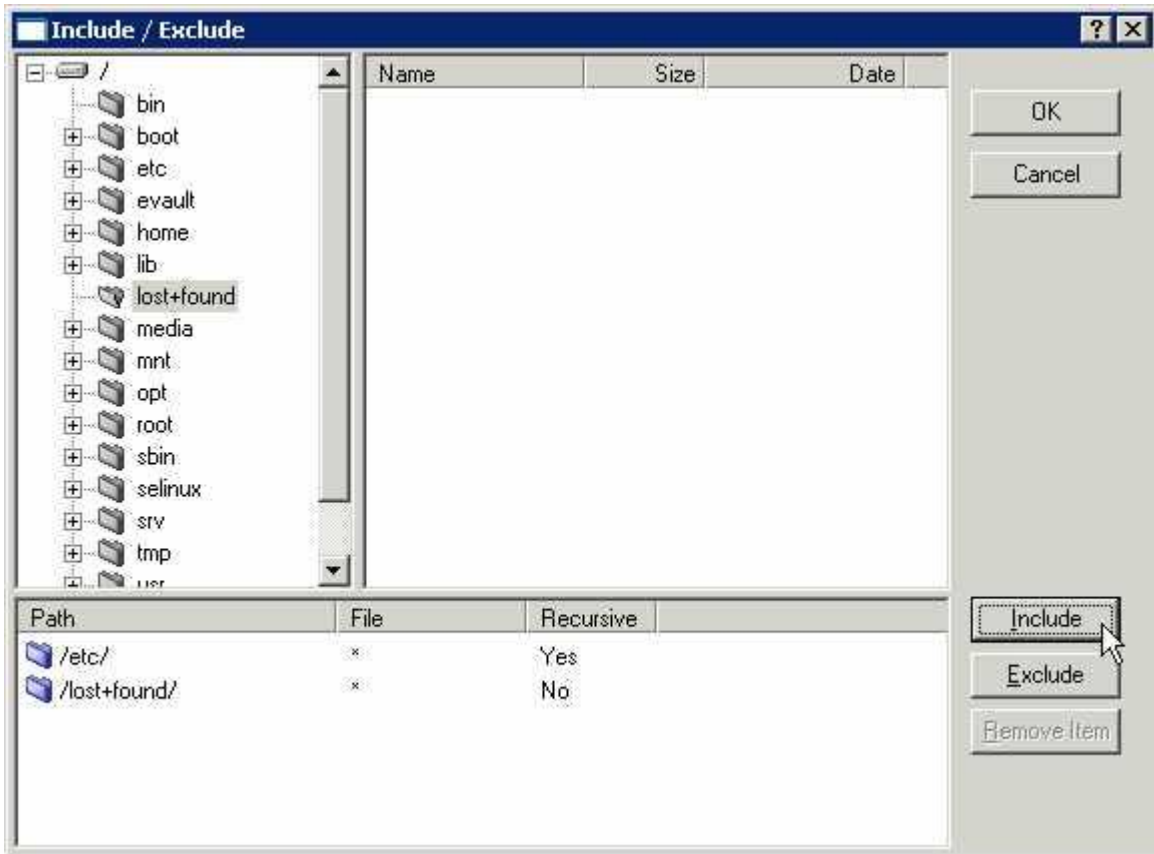 Include / Exclude
/
bin
boot
etc
evault
home
lib
lost+found
media
mnt
opt
root
sbin
selinux
srv
tmp
usr
Name Size Date
OK
Cancel
Path File Recursive
/etc/ * Yes
/lost+found/ * No
Include
Exclude
Remove Item